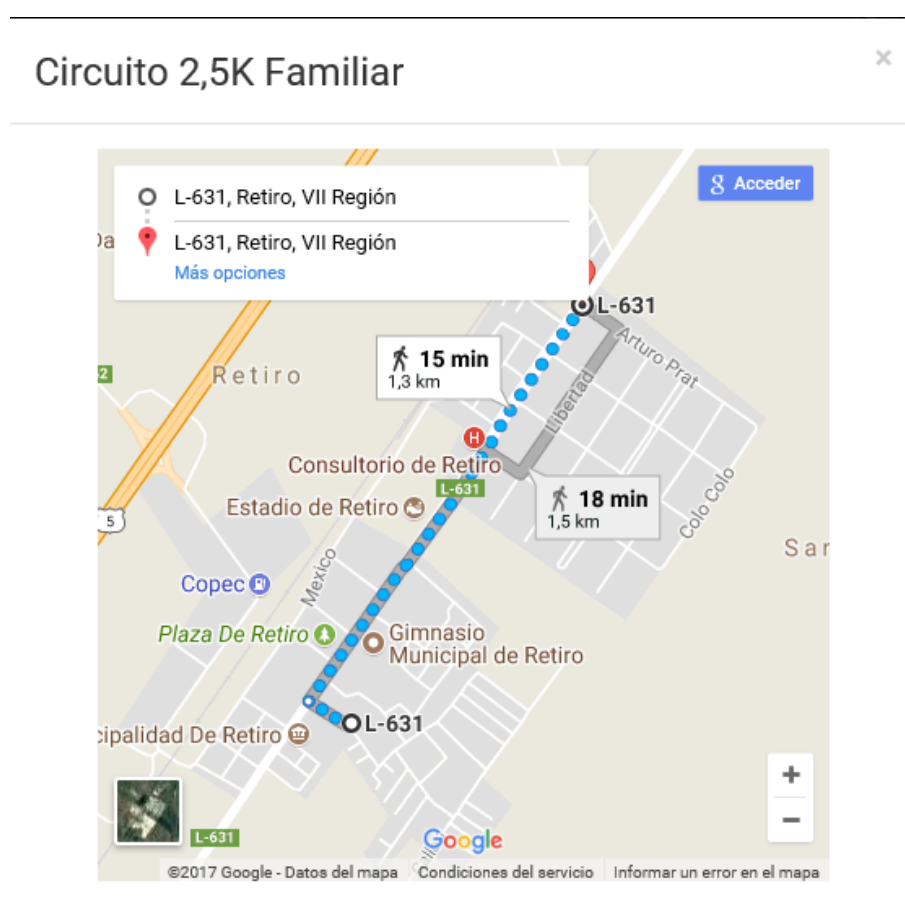 Circuito 2,5K Familiar
×
L-631, Retiro, VII Región
L-631, Retiro, VII Región
Más opciones
Acceder
L-631
Arturo Prat
Retiro
15 min
1,3 km
Libertad
H
Consultorio de Retiro
L-631
Estadio de Retiro
18 min
1,5 km
Colo Colo
5
Mexico
Copec
Plaza De Retiro
Gimnasio
Municipal de Retiro
L-631
De Retiro
+
−
L-631
Google
©2017 Google - Datos del mapa
Condiciones del servicio
Informar un error en el mapa